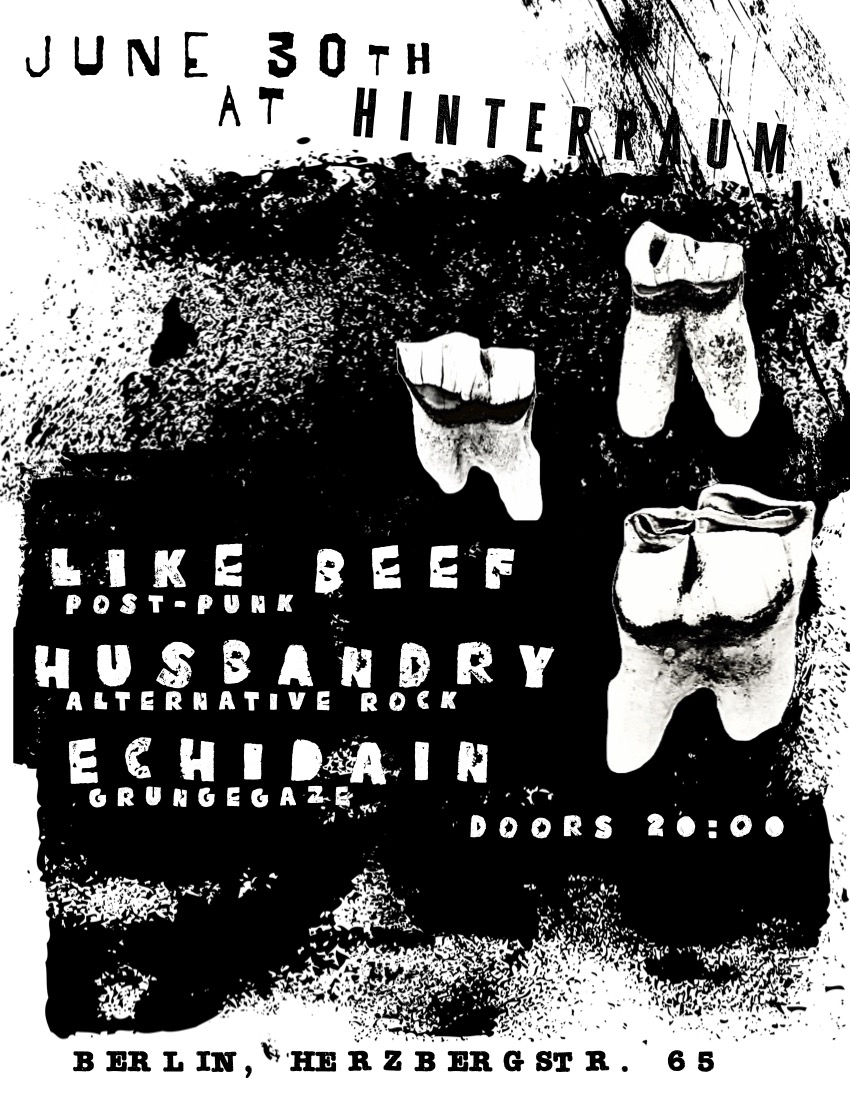 JUNE 30TH
AT HINTERRAUM
LIKE BEEF
POST-PUNK
HUSBANDRY
ALTERNATIVE ROCK
ECHIDAIN
GRUNGEGAZE
DOORS 20:00
BERLIN, HERZBERGSTR. 65